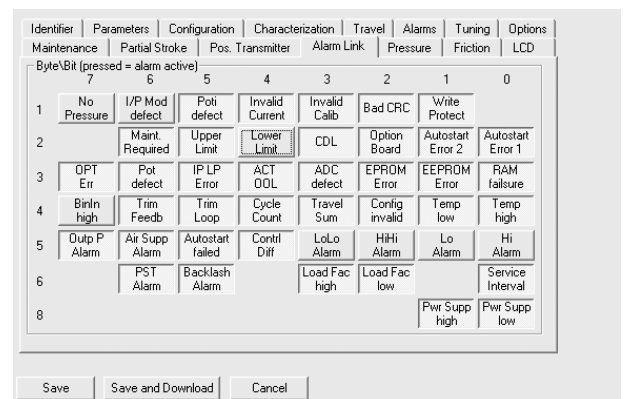 Identifier Parameters Configuration Characterization Travel Alarms Tuning Options
Maintenance Partial Stroke Pos. Transmitter Alarm Link Pressure Friction LCD
Byte\Bit (pressed = alarm active)
7 6 5 4 3 2 1 0
1 No Pressure I/P Mod defect Poti defect Invalid Current Invalid Calib Bad CRC Write Protect
2 Maint. Required Upper Limit Lower Limit CDL Option Board Autostart Error 2 Autostart Error 1
3 OPT Err Pot defect IP LP Error ACT OOL ADC defect EPROM Error EEPROM Error RAM failsure
4 BinIn high Trim Feedb Trim Loop Cycle Count Travel Sum Config invalid Temp low Temp high
5 Outp P Alarm Air Supp Alarm Autostart failed Contrl Diff LoLo Alarm HiHi Alarm Lo Alarm Hi Alarm
6 PST Alarm Backlash Alarm Load Fac high Load Fac low Service Interval
8 Pwr Supp high Pwr Supp low
Save Save and Download Cancel